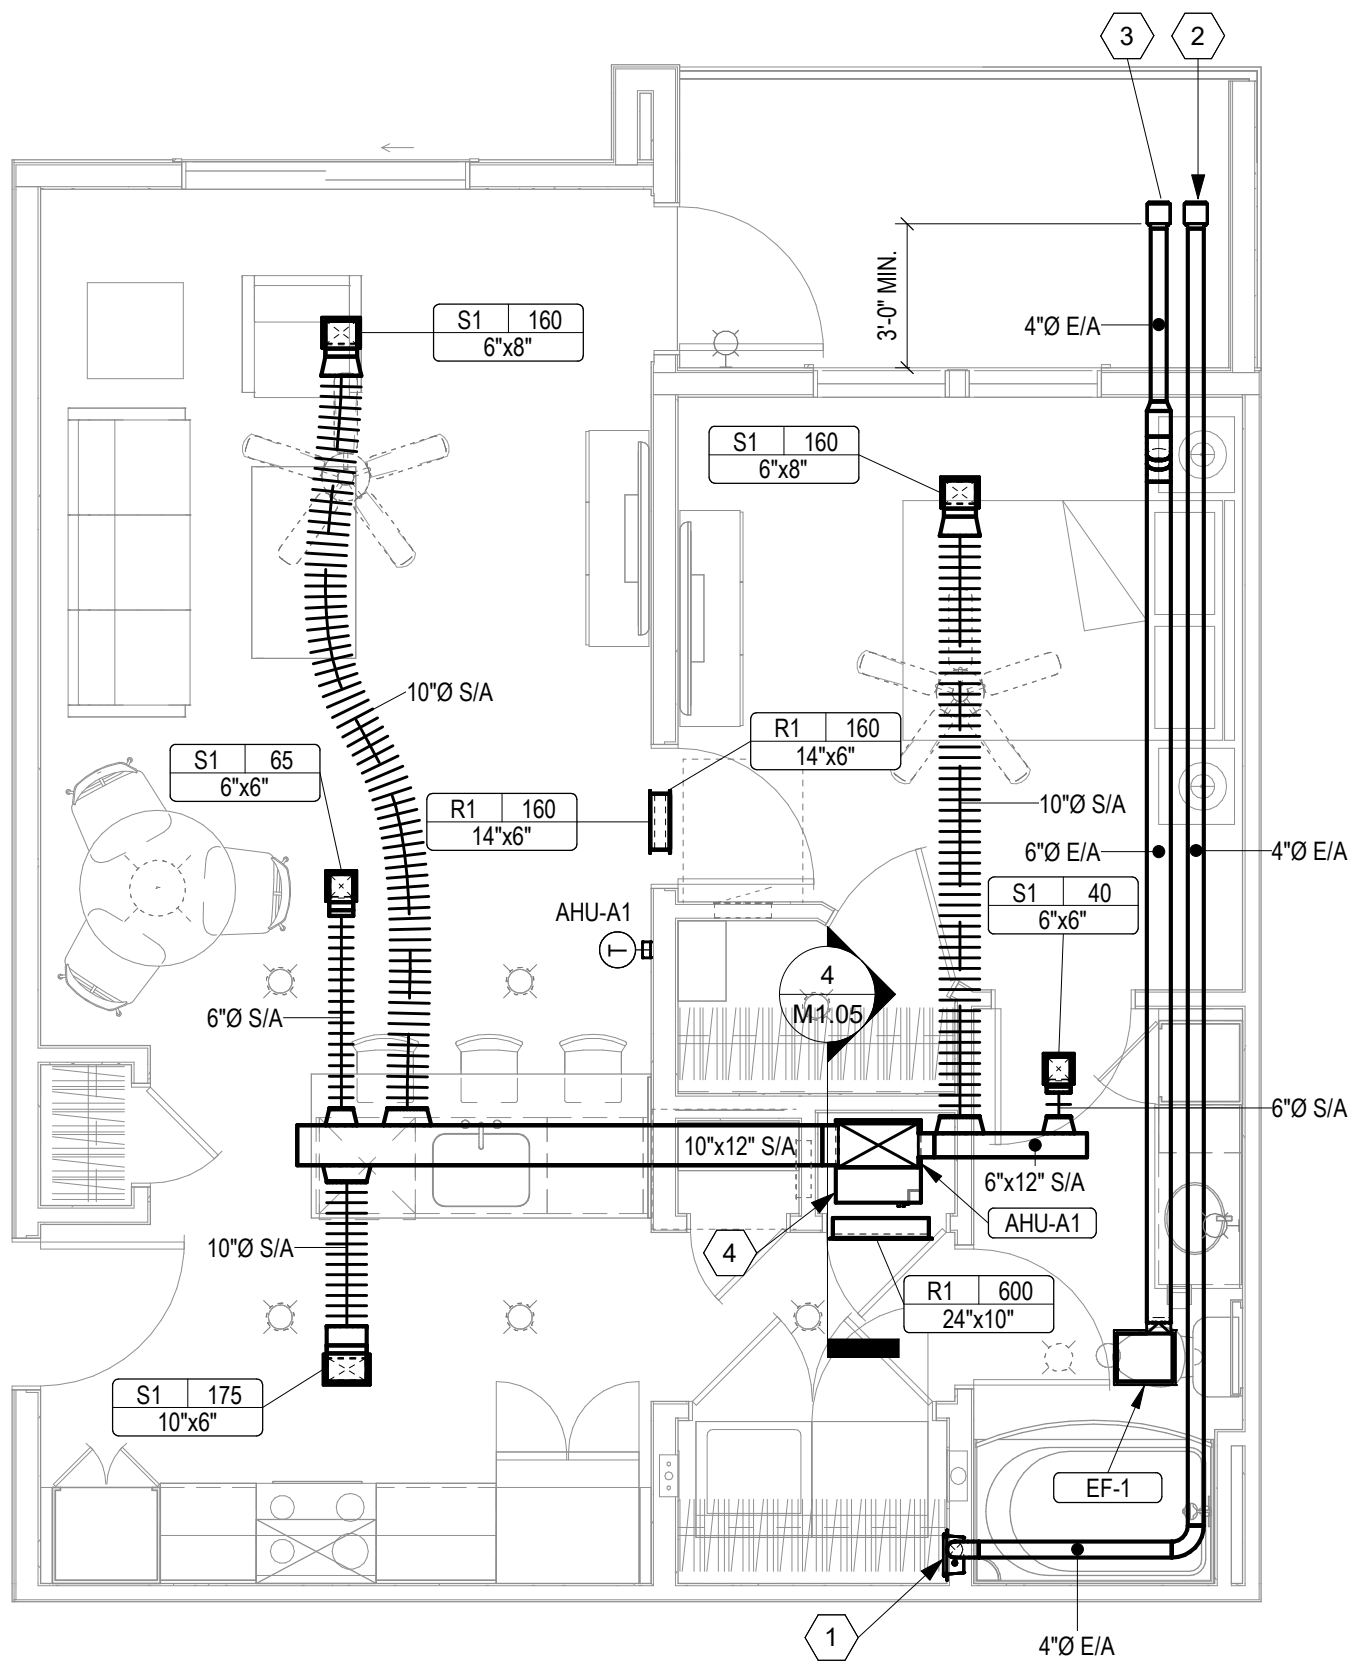 3
2
3'-0" MIN.
4"Ø E/A
S1 160
6"x8"
S1 160
6"x8"
10"Ø S/A
R1 160
14"x6"
S1 65
6"x6"
R1 160
14"x6"
10"Ø S/A
6"Ø E/A
4"Ø E/A
S1 40
6"x6"
AHU-A1
T
4
M1.05
6"Ø S/A
6"Ø S/A
10"x12" S/A
6"x12" S/A
AHU-A1
10"Ø S/A
4
R1 600
24"x10"
S1 175
10"x6"
EF-1
1
4"Ø E/A